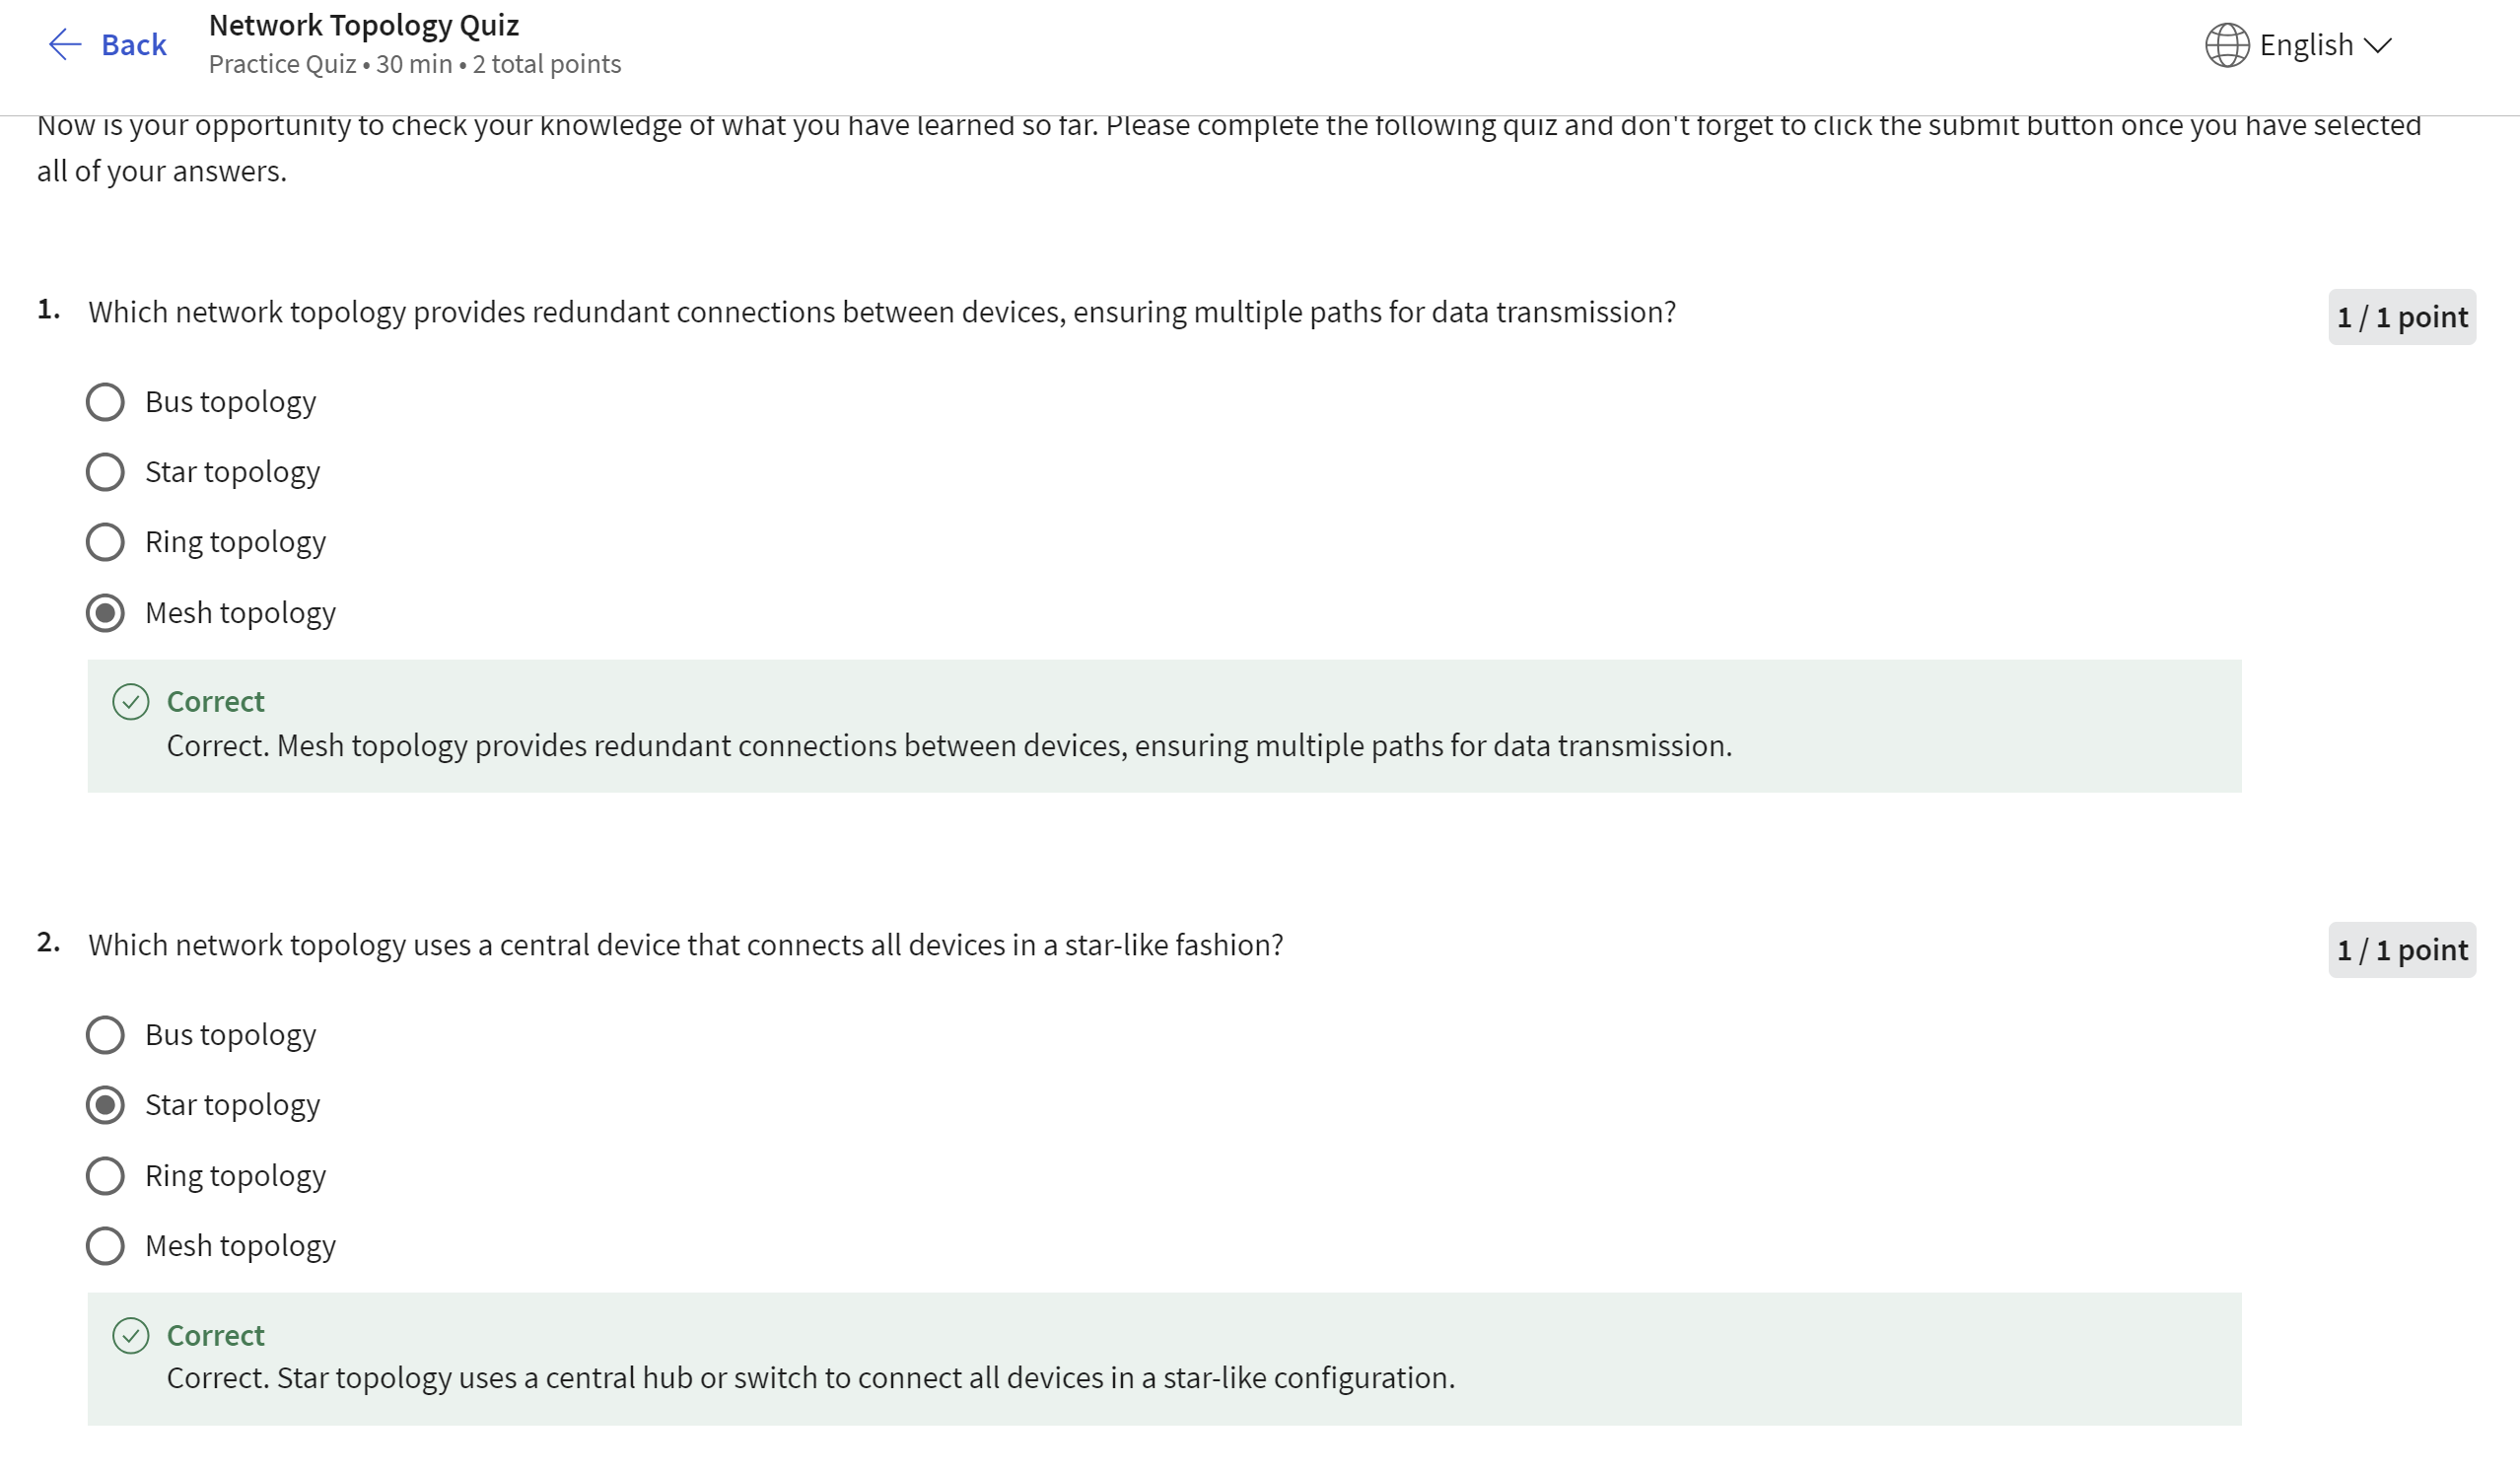 Back
Network Topology Quiz
Practice Quiz • 30 min • 2 total points
English
Now is your opportunity to check your knowledge of what you have learned so far. Please complete the following quiz and don't forget to click the submit button once you have selected
all of your answers.
1. Which network topology provides redundant connections between devices, ensuring multiple paths for data transmission?
1 / 1 point
Bus topology
Star topology
Ring topology
Mesh topology
Correct
Correct. Mesh topology provides redundant connections between devices, ensuring multiple paths for data transmission.
2. Which network topology uses a central device that connects all devices in a star-like fashion?
1 / 1 point
Bus topology
Star topology
Ring topology
Mesh topology
Correct
Correct. Star topology uses a central hub or switch to connect all devices in a star-like configuration.